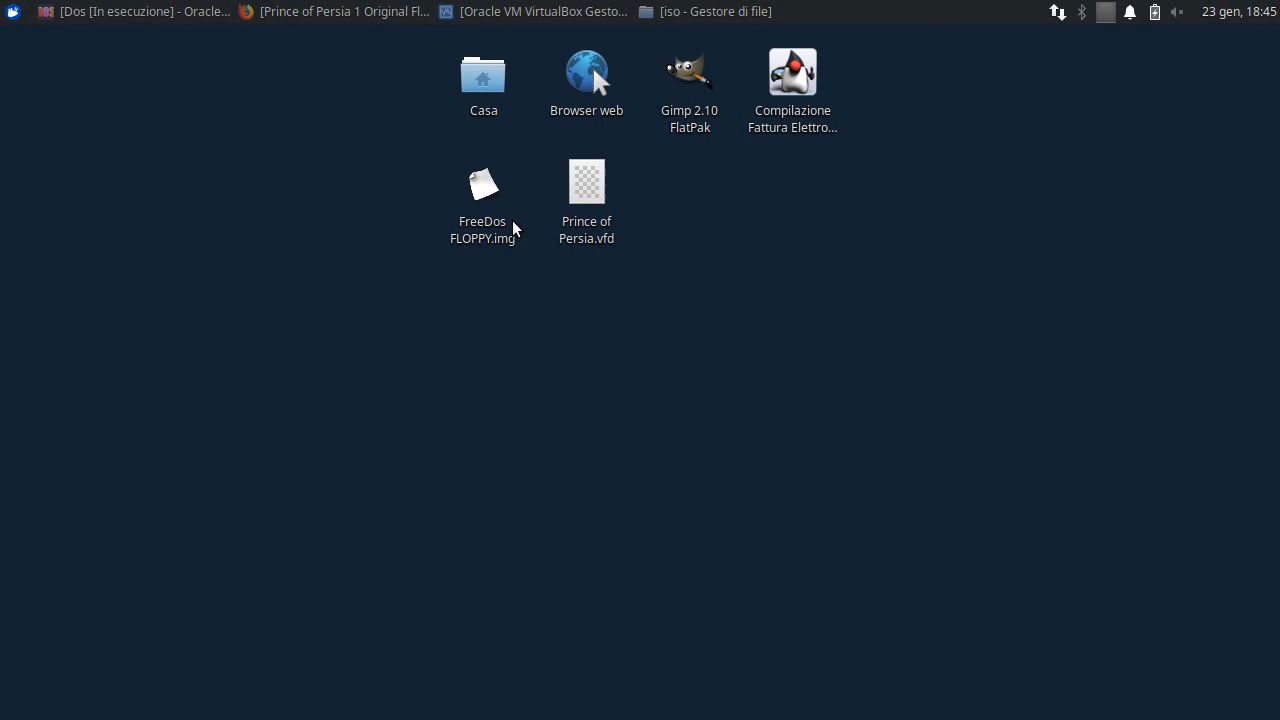 [Dos [In esecuzione] - Oracle...
[Prince of Persia 1 Original Fl...
[Oracle VM VirtualBox Gesto...
[iso - Gestore di file]
23 gen, 18:45
Casa
Browser web
Gimp 2.10
FlatPak
Compilazione
Fattura Elettro...
FreeDos
FLOPPY.img
Prince of
Persia.vfd